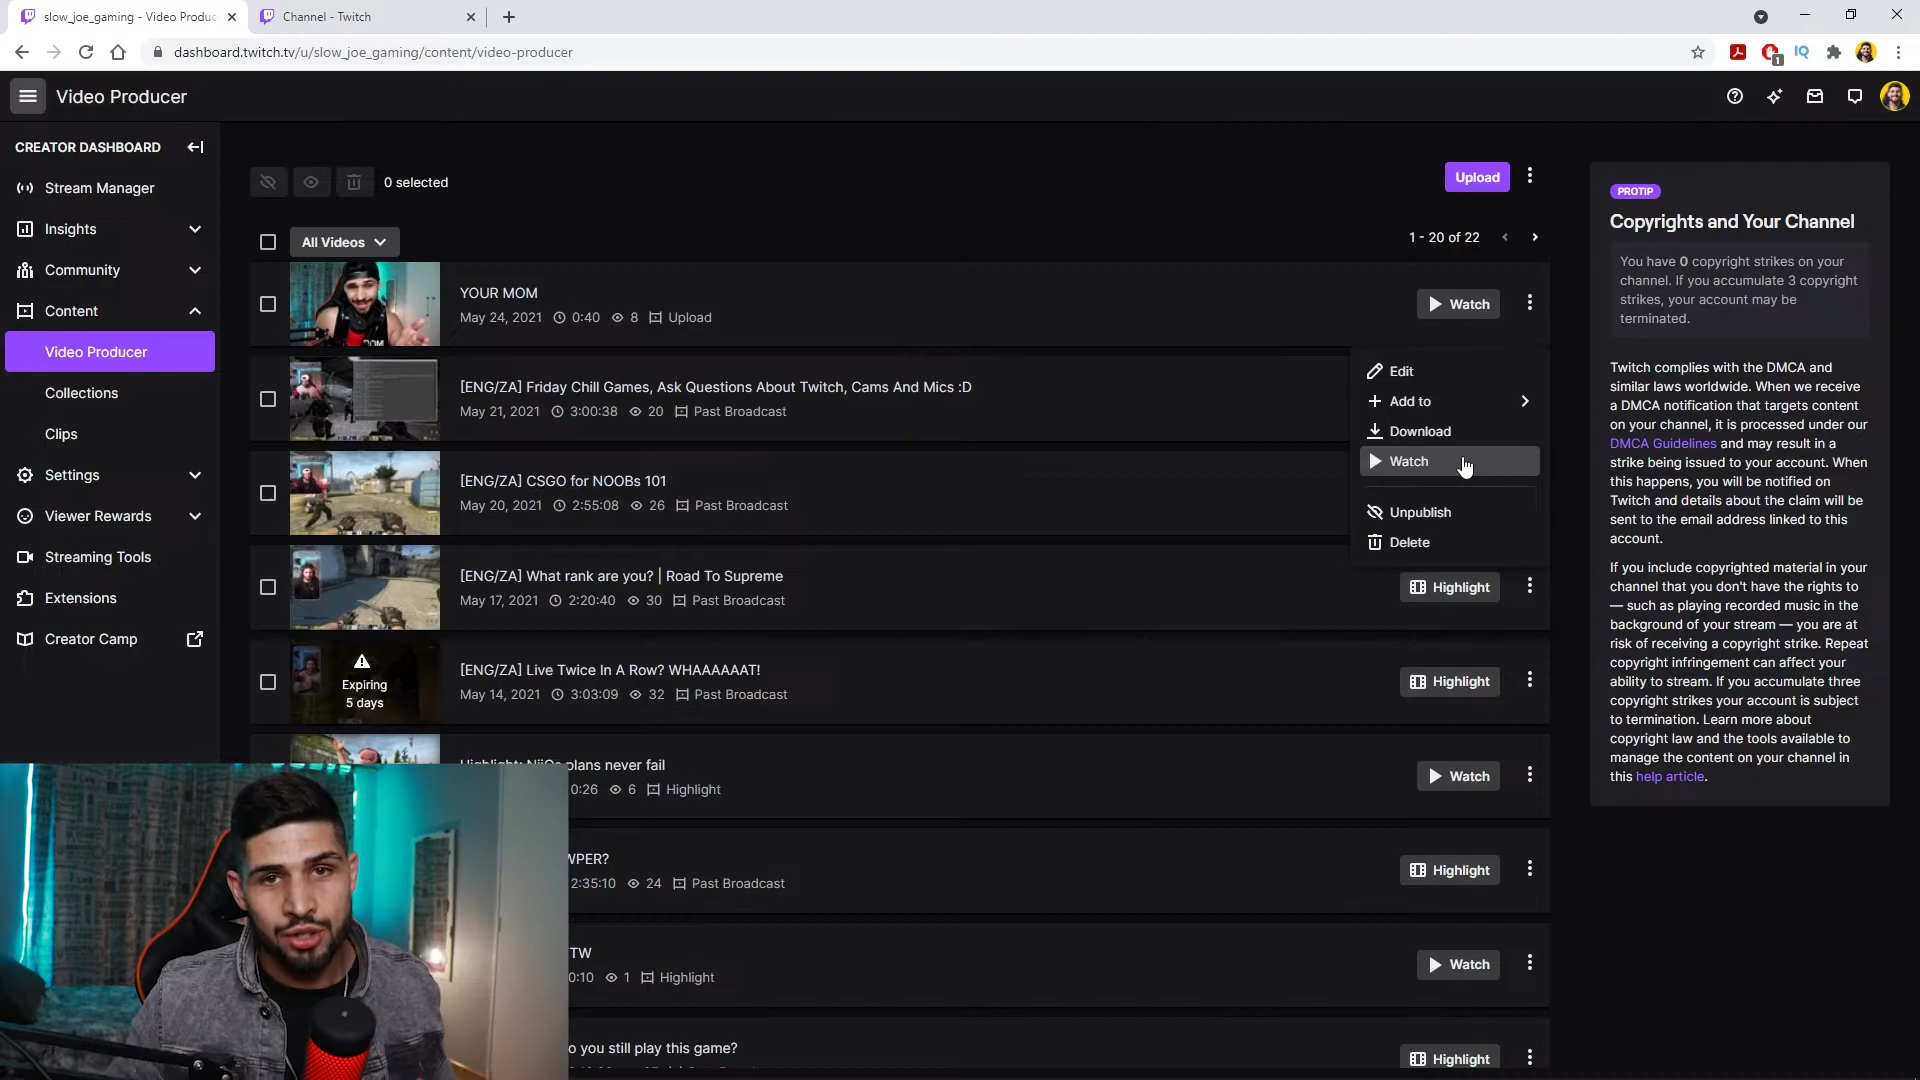 slow_joe_gaming - Video Produc
Channel - Twitch
dashboard.twitch.tv/u/slow_joe_gaming/content/video-producer
1
Video Producer
CREATOR DASHBOARD
Stream Manager
Insights
Community
Content
Video Producer
Collections
Clips
Settings
Viewer Rewards
Streaming Tools
Extensions
Creator Camp
0 selected
Upload
All Videos
1 - 20 of 22
YOUR MOM
May 24, 2021 0:40 8 Upload
Watch
[ENG/ZA] Friday Chill Games, Ask Questions About Twitch, Cams And Mics :D
May 21, 2021 3:00:38 20 Past Broadcast
Edit
Add to
Download
Watch
Unpublish
Delete
[ENG/ZA] CSGO for NOOBs 101
May 20, 2021 2:55:08 26 Past Broadcast
[ENG/ZA] What rank are you? | Road To Supreme
May 17, 2021 2:20:40 30 Past Broadcast
Highlight
Expiring
5 days
[ENG/ZA] Live Twice In A Row? WHAAAAAAT!
May 14, 2021 3:03:09 32 Past Broadcast
Highlight
plans never fail
0:26 6 Highlight
Watch
WPER?
2:35:10 24 Past Broadcast
Highlight
TW
0:10 1 Highlight
Watch
o you still play this game?
Highlight
PROTIP
Copyrights and Your Channel
You have 0 copyright strikes on your
channel. If you accumulate 3 copyright
strikes, your account may be
terminated.
Twitch complies with the DMCA and
similar laws worldwide. When we receive
a DMCA notification that targets content
on your channel, it is processed under our
DMCA Guidelines and may result in a
strike being issued to your account. When
this happens, you will be notified on
Twitch and details about the claim will be
sent to the email address linked to this
account.
If you include copyrighted material in your
channel that you don't have the rights to
— such as playing recorded music in the
background of your stream — you are at
risk of receiving a copyright strike. Repeat
copyright infringement can affect your
ability to stream. If you accumulate three
copyright strikes your account is subject
to termination. Learn more about
copyright law and the tools available to
manage the content on your channel in
this help article.